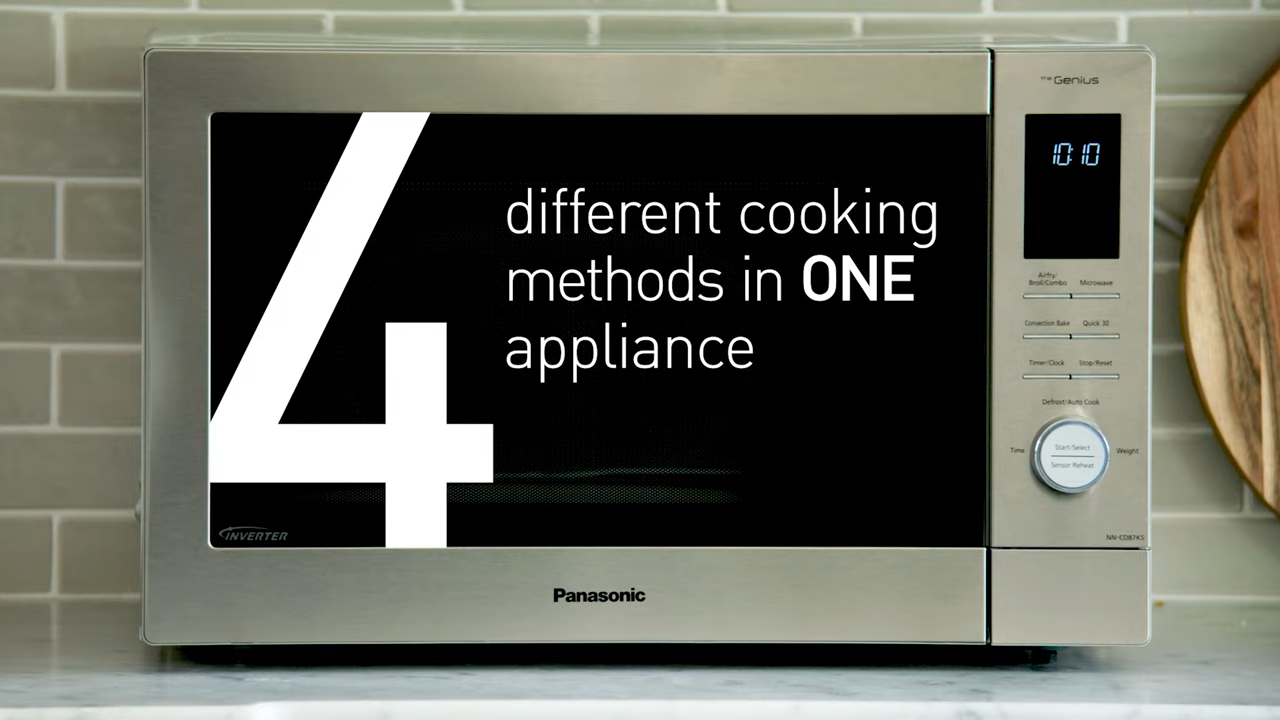 4
different cooking
methods in ONE
appliance
INVERTER
Panasonic
THE Genius
10:10
Airfry/
Broil/Combo
Microwave
Convection Bake
Quick 30
Timer/Clock
Stop/Reset
Defrost/Auto Cook
Time
Start/Select
Sensor Reheat
Weight
NN-CD87KS